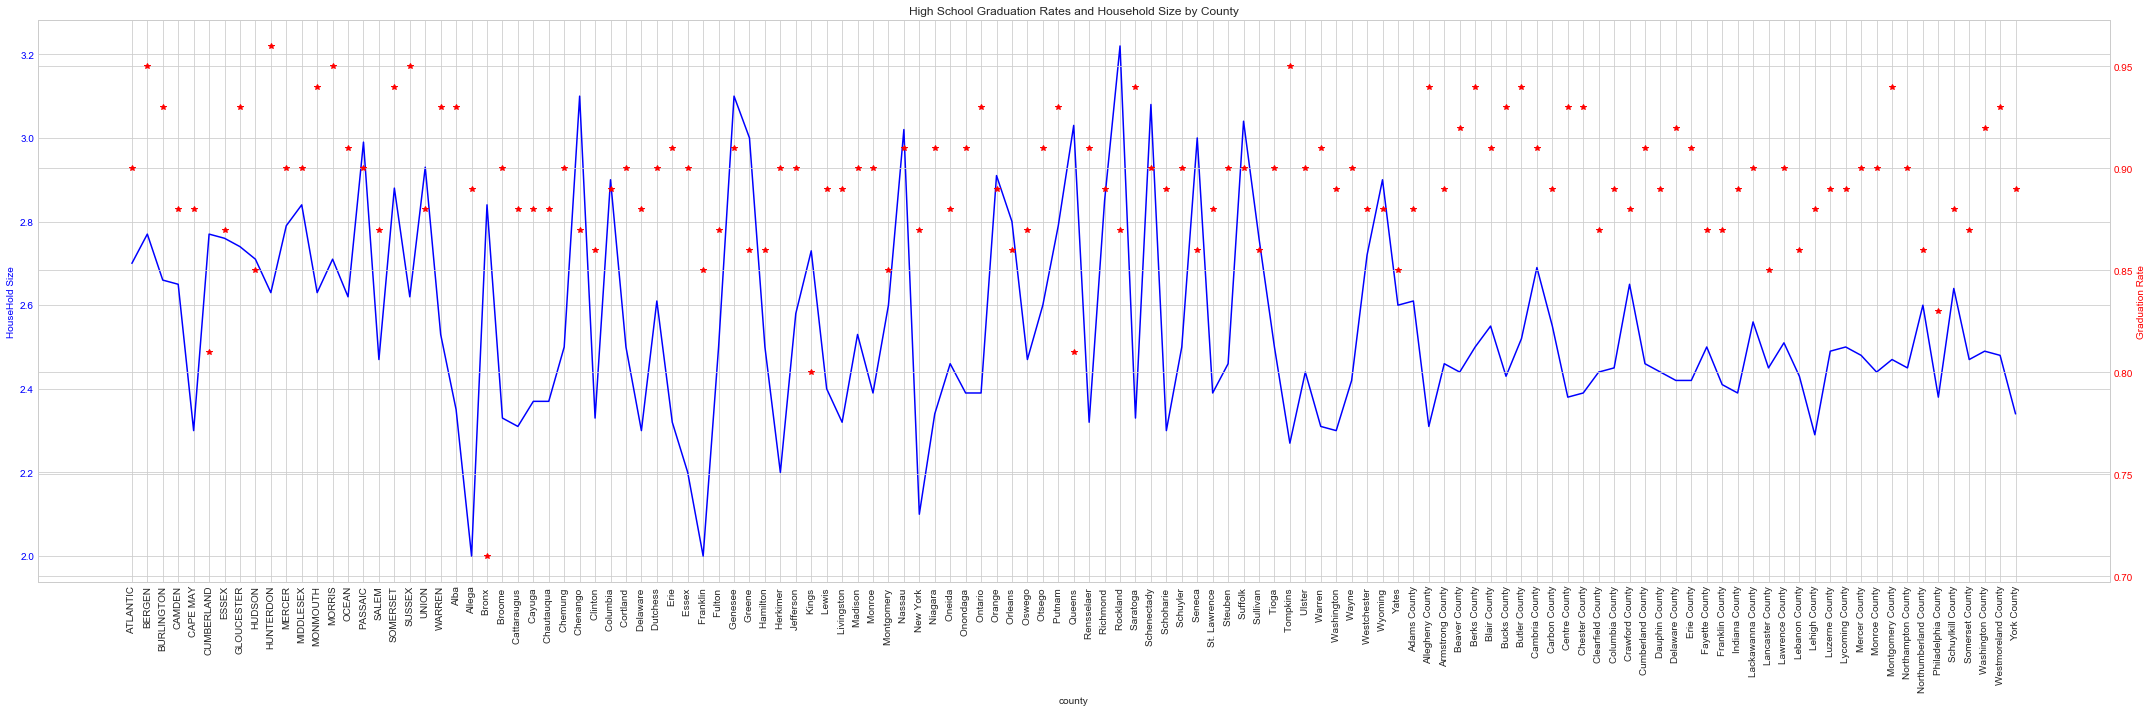 High School Graduation Rates and Household Size by County
HouseHold Size
3.2
3.0
2.8
2.6
2.4
2.2
2.0
Graduation Rate
0.95
0.90
0.85
0.80
0.75
0.70
ATLANTIC
BERGEN
BURLINGTON
CAMDEN
CAPE MAY
CUMBERLAND
ESSEX
GLOUCESTER
HUDSON
HUNTERDON
MERCER
MIDDLESEX
MONMOUTH
MORRIS
OCEAN
PASSAIC
SALEM
SOMERSET
SUSSEX
UNION
WARREN
Alba
Allega
Bronx
Broome
Cattaraugus
Cayuga
Chautauqua
Chemung
Chenango
Clinton
Columbia
Cortland
Delaware
Dutchess
Erie
Essex
Franklin
Fulton
Genesee
Greene
Hamilton
Herkimer
Jefferson
Kings
Lewis
Livingston
Madison
Monroe
Montgomery
Nassau
New York
Niagara
Oneida
Onondaga
Ontario
Orange
Orleans
Oswego
Otsego
Putnam
Queens
Rensselaer
Richmond
Rockland
Saratoga
Schenectady
Schoharie
Schuyler
Seneca
St. Lawrence
Steuben
Suffolk
Sullivan
Tioga
Tompkins
Ulster
Warren
Washington
Wayne
Westchester
Wyoming
Yates
Adams County
Allegheny County
Armstrong County
Beaver County
Berks County
Blair County
Bucks County
Butler County
Cambria County
Carbon County
Centre County
Chester County
Clearfield County
Columbia County
Crawford County
Cumberland County
Dauphin County
Delaware County
Erie County
Fayette County
Franklin County
Indiana County
Lackawanna County
Lancaster County
Lawrence County
Lebanon County
Lehigh County
Luzerne County
Lycoming County
Mercer County
Monroe County
Montgomery County
Northampton County
Northumberland County
Philadelphia County
Schuylkill County
Somerset County
Washington County
Westmoreland County
York County
county